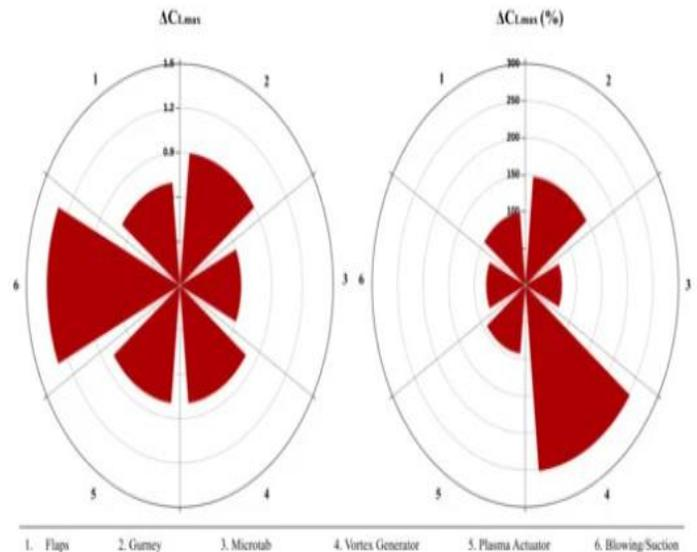 ΔCLmax ΔCLmax (%)
1.5 300
1 2 1 2
250
1.2
200
0.9 150
100
6 3 6 3
5 4 5 4
1. Flaps 2. Gurney 3. Microtab 4. Vortex Generator 5. Plasma Actuator 6. Blowing/Suction